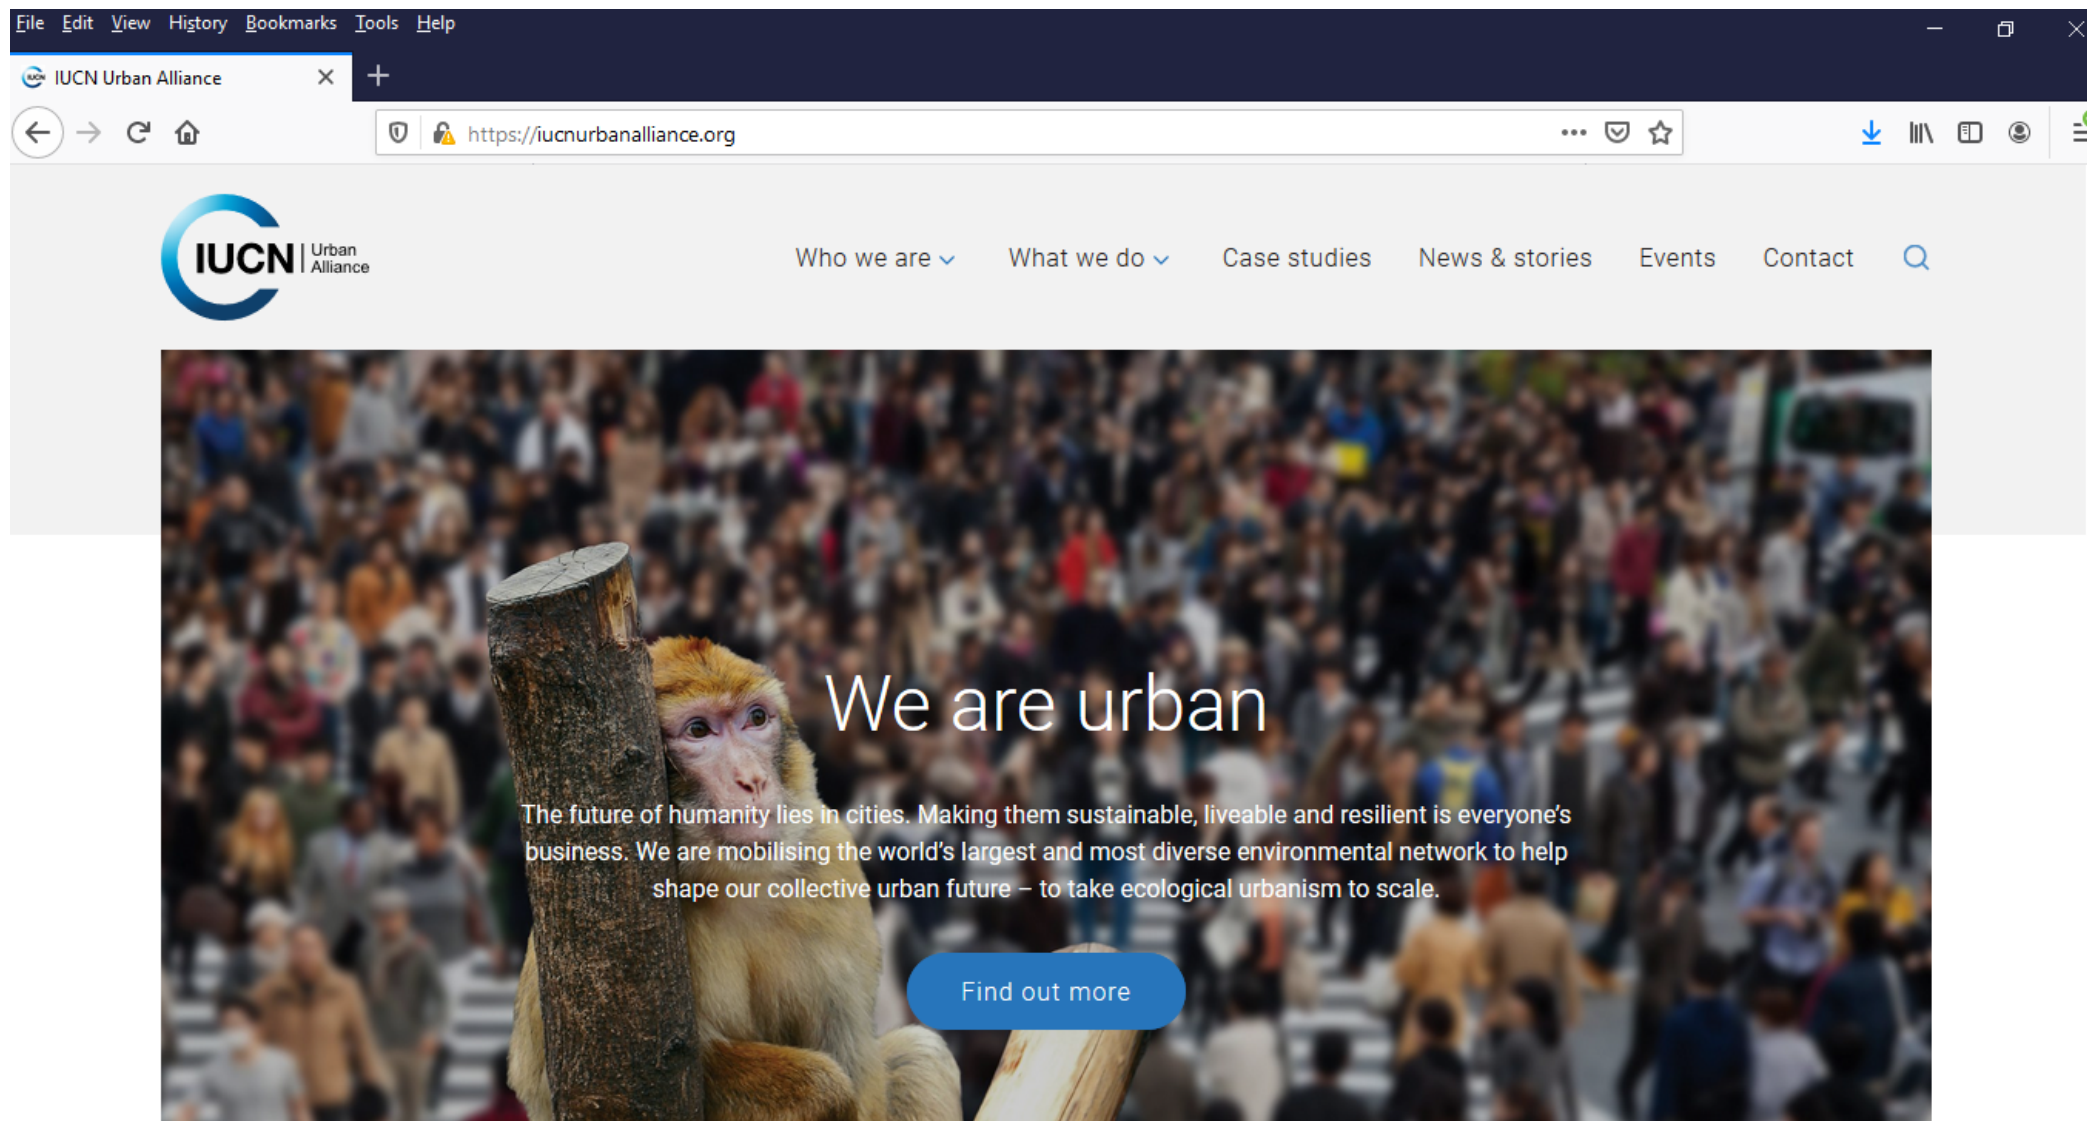 File Edit View History Bookmarks Tools Help
IUCN Urban Alliance
https://iucnurbanalliance.org
IUCN | Urban
Alliance
Who we are
What we do
Case studies
News & stories
Events
Contact
We are urban
The future of humanity lies in cities. Making them sustainable, liveable and resilient is everyone's
business. We are mobilising the world's largest and most diverse environmental network to help
shape our collective urban future – to take ecological urbanism to scale.
Find out more